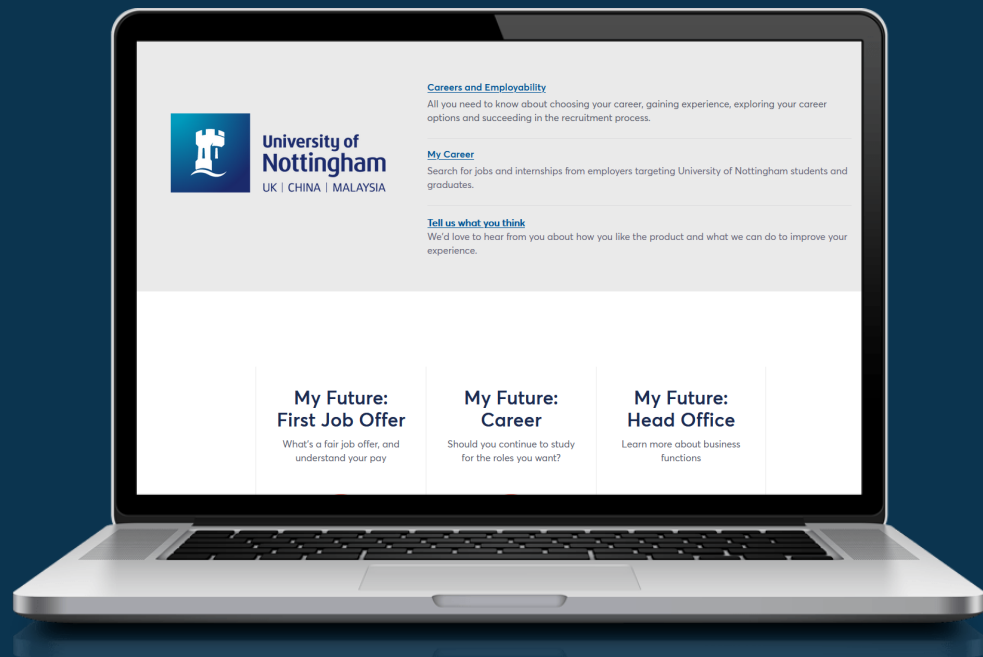 University of
Nottingham
UK | CHINA | MALAYSIA
Careers and Employability
All you need to know about choosing your career, gaining experience, exploring your career
options and succeeding in the recruitment process.
My Career
Search for jobs and internships from employers targeting University of Nottingham students and
graduates.
Tell us what you think
We'd love to hear from you about how you like the product and what we can do to improve your
experience.
My Future:
First Job Offer
What's a fair job offer, and
understand your pay
My Future:
Career
Should you continue to study
for the roles you want?
My Future:
Head Office
Learn more about business
functions